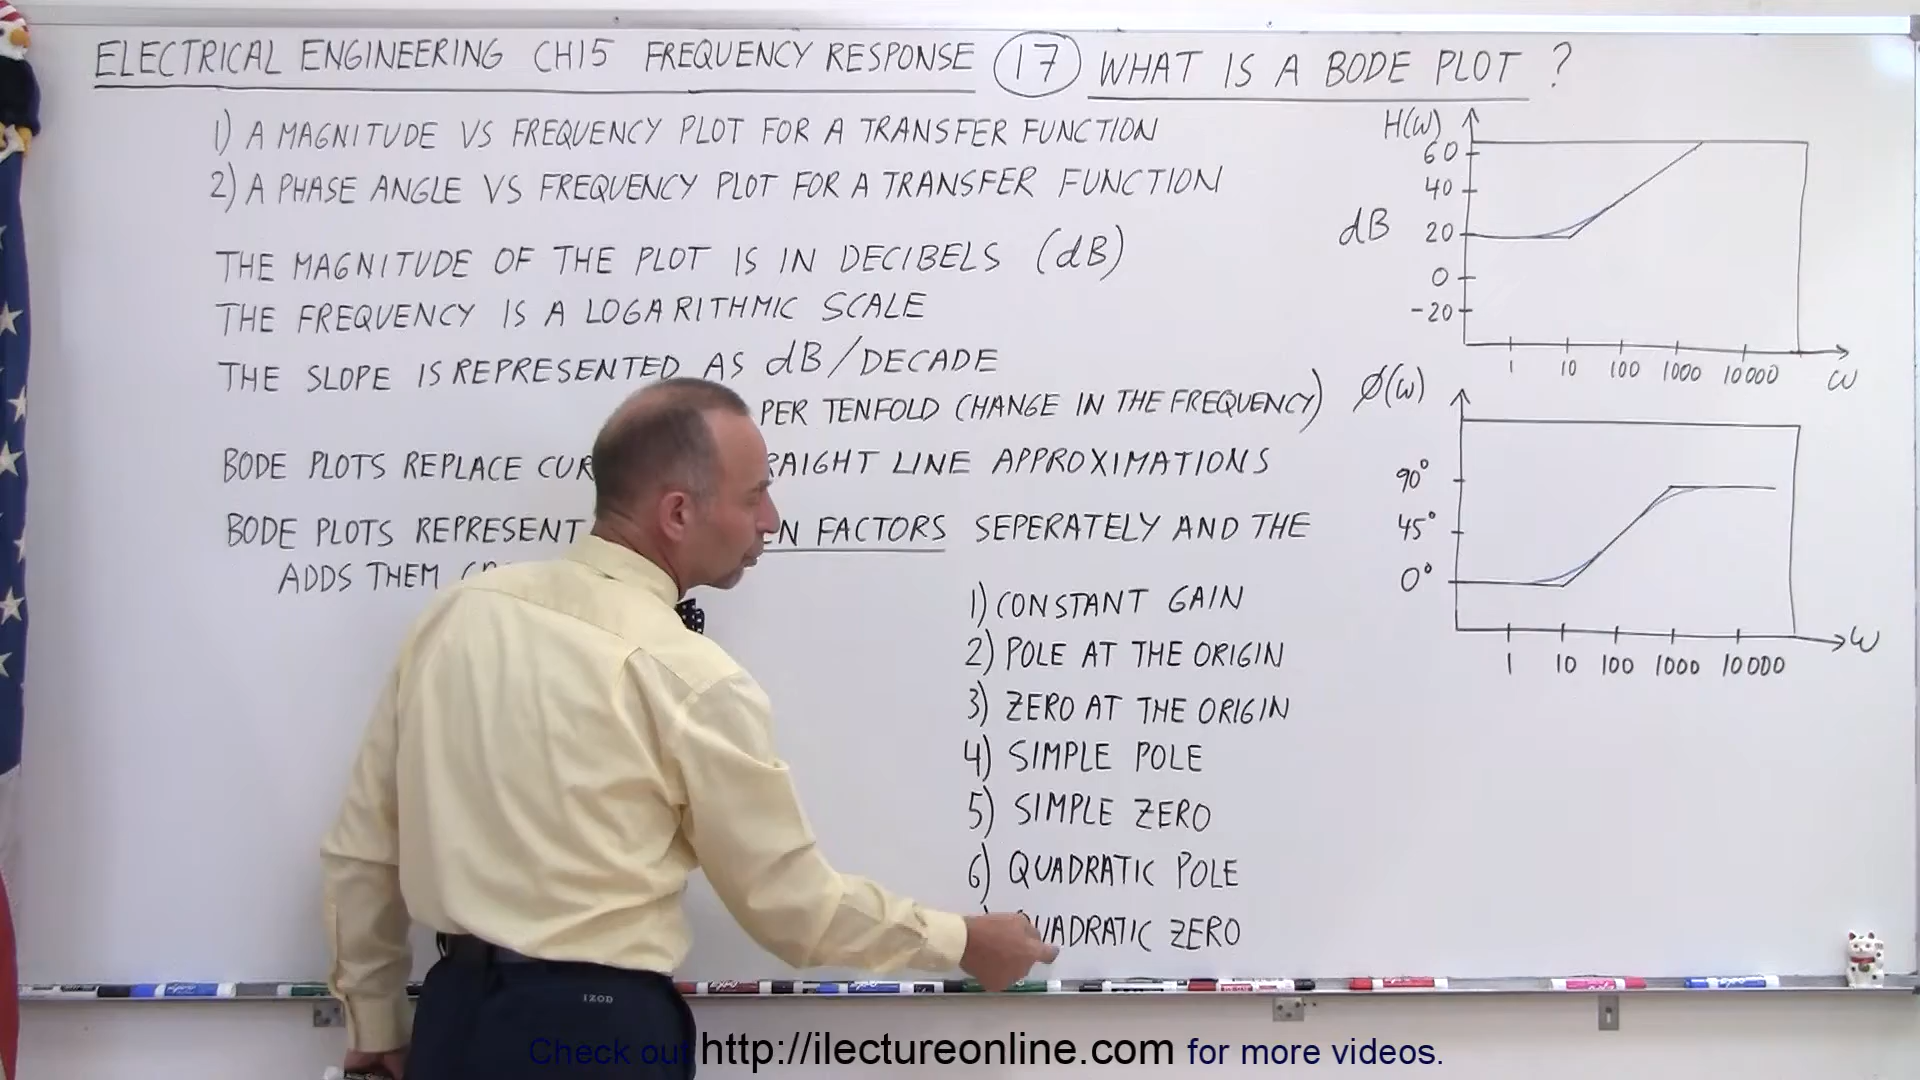 ELECTRICAL ENGINEERING CH15 FREQUENCY RESPONSE 17 WHAT IS A BODE PLOT ?
1) A MAGNITUDE VS FREQUENCY PLOT FOR A TRANSFER FUNCTION
2) A PHASE ANGLE VS FREQUENCY PLOT FOR A TRANSFER FUNCTION
THE MAGNITUDE OF THE PLOT IS IN DECIBELS (dB)
THE FREQUENCY IS A LOGARITHMIC SCALE
THE SLOPE IS REPRESENTED AS dB/DECADE
PER TENFOLD CHANGE IN THE FREQUENCY)
BODE PLOTS REPLACE LINE APPROXIMATIONS
BODE PLOTS REPRESENT FACTORS SEPERATELY AND THE
ADDS THEM
1) CONSTANT GAIN
2) POLE AT THE ORIGIN
3) ZERO AT THE ORIGIN
4) SIMPLE POLE
5) SIMPLE ZERO
6) QUADRATIC POLE
QUADRATIC ZERO
H(ω)
60
40
dB 20
0
-20
1 10 100 1000 10000 ω
φ(ω)
90°
45°
0°
ω
1 10 100 1000 10000
IZOD
Check out http://ilectureonline.com for more videos.